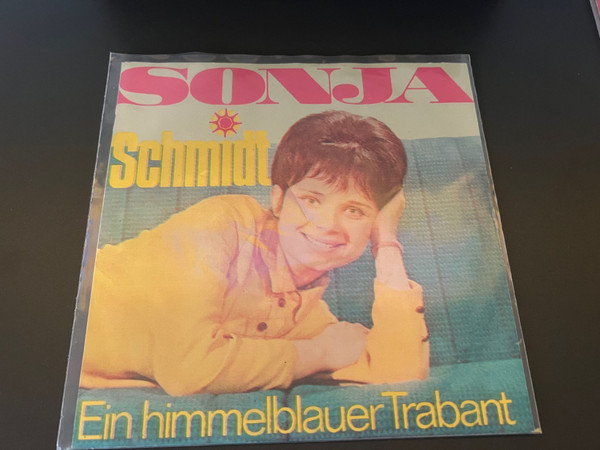 SONJA
Schmidt
Ein himmelblauer Trabant